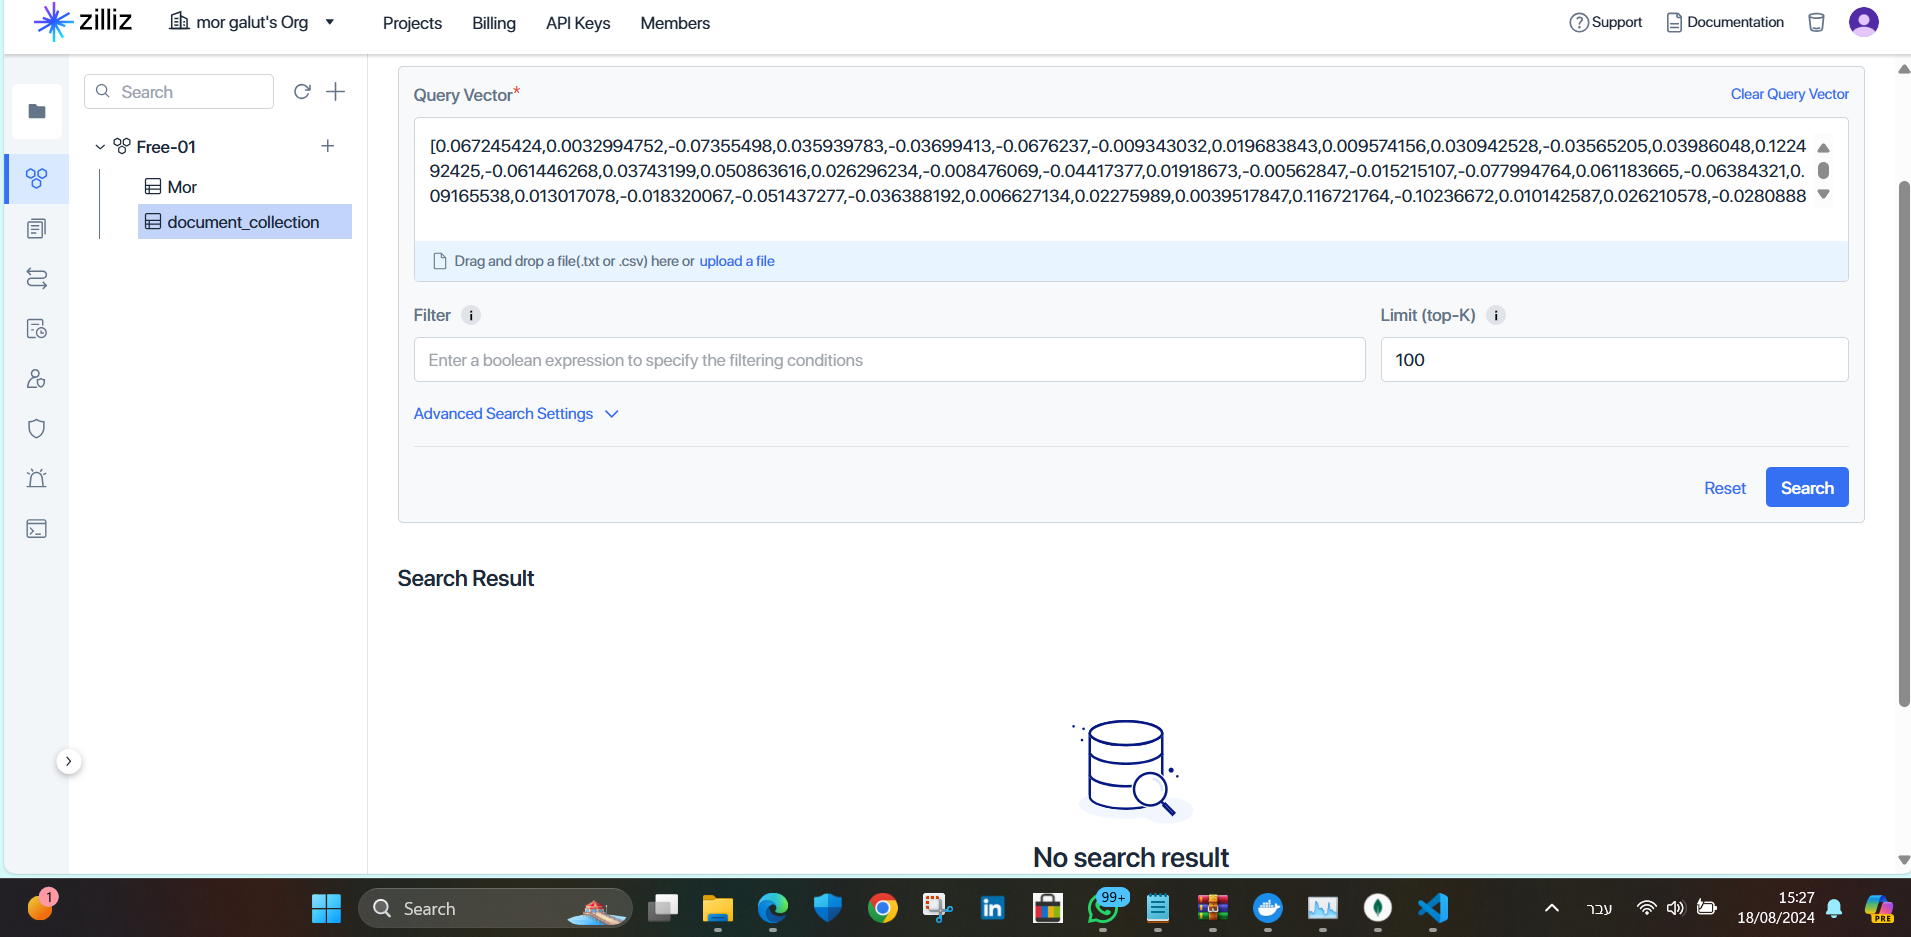 zilliz
mor galut's Org
Projects
Billing
API Keys
Members
Support
Documentation
Search
Free-01
Mor
document_collection
Query Vector*
Clear Query Vector
[0.067245424,0.0032994752,-0.07355498,0.035939783,-0.03699413,-0.0676237,-0.009343032,0.019683843,0.009574156,0.030942528,-0.03565205,0.03986048,0.1224
92425,-0.061446268,0.03743199,0.050863616,0.026296234,-0.008476069,-0.04417377,0.01918673,-0.00562847,-0.015215107,-0.077994764,0.061183665,-0.06384321,0.
09165538,0.013017078,-0.018320067,-0.051437277,-0.036388192,0.006627134,0.02275989,0.0039517847,0.116721764,-0.10236672,0.010142587,0.026210578,-0.0280888
Drag and drop a file(.txt or .csv) here or upload a file
Filter i
Limit (top-K) i
Enter a boolean expression to specify the filtering conditions
100
Advanced Search Settings
Reset
Search
Search Result
No search result
1
Search
99+
עבר
15:27
18/08/2024
PRE